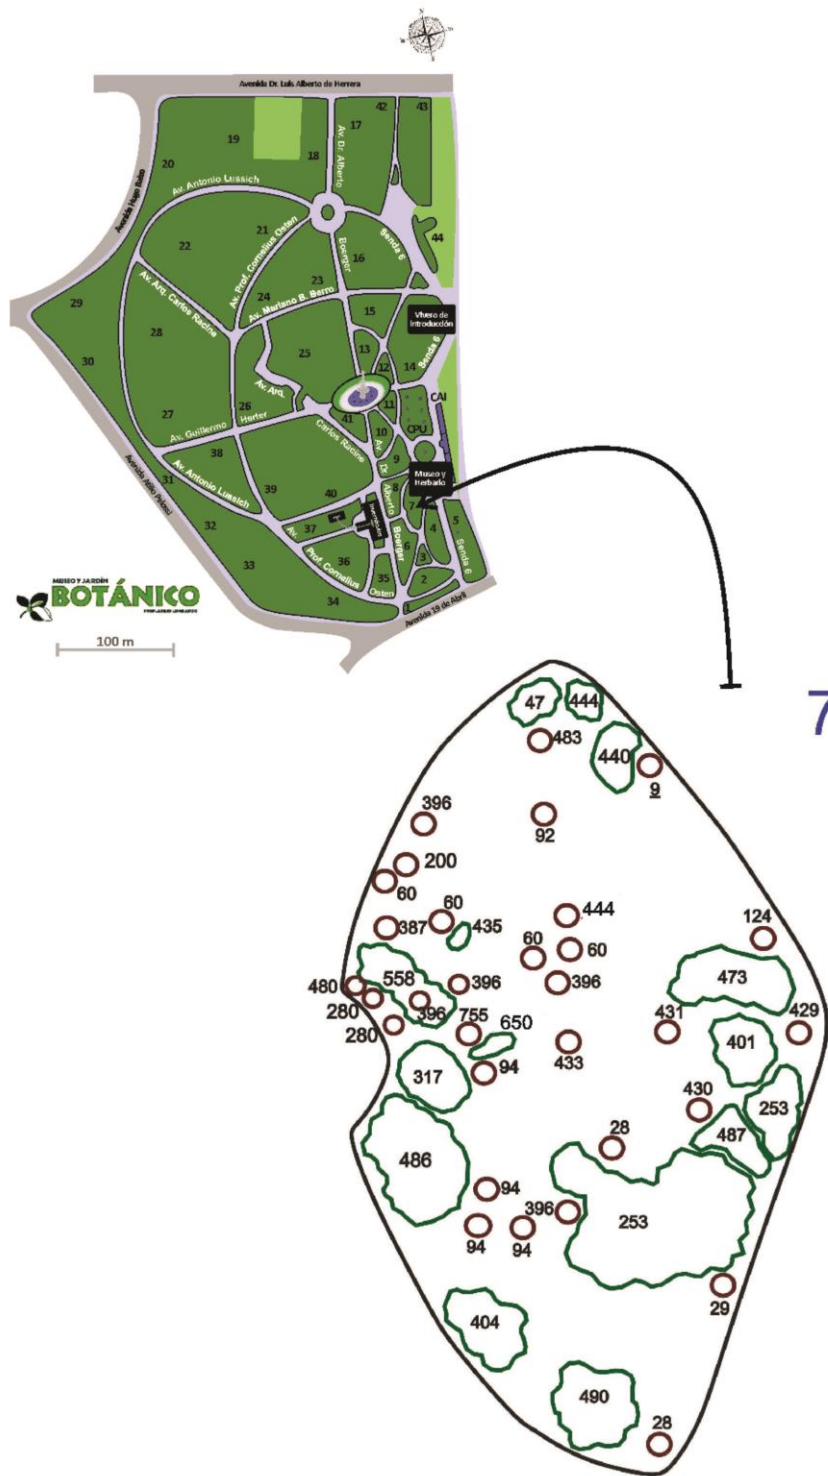 N
Avenida Dr. Luis Alberto de Herrera
42
43
17
19
18
20
Av. Dr. Alberto
Av. Antonio Lussich
21
22
Av. Prof. Cornelius Osten
Boerger
Senda 6
44
16
23
Av. Arq. Carlos Racine
24
Av. Mariano B. Berro
29
15
Vivero de
Introducción
28
30
25
13
12
14
Senda 6
Av. Arq.
27
26
11
CAI
Av. Guillermo
Herter
41
CPU
Carlos Racine
10
38
Av.
Dr.
9
31
Av. Antonio Lussich
Museo y
Herbario
39
40
Alberto
8
7
32
37
Boerger
4
5
Av.
6
33
Prof. Cornelius
36
3
Senda 6
35
2
Osten
34
1
Avenida 19 de Abril
MUSEO Y JARDÍN
BOTÁNICO
100 m
7
47
444
483
440
9
396
92
200
60
60
444
387
435
124
60
60
558
473
480
396
396
280
396
755
650
431
429
280
401
433
317
94
430
253
28
487
486
94
396
253
94
94
29
404
490
28